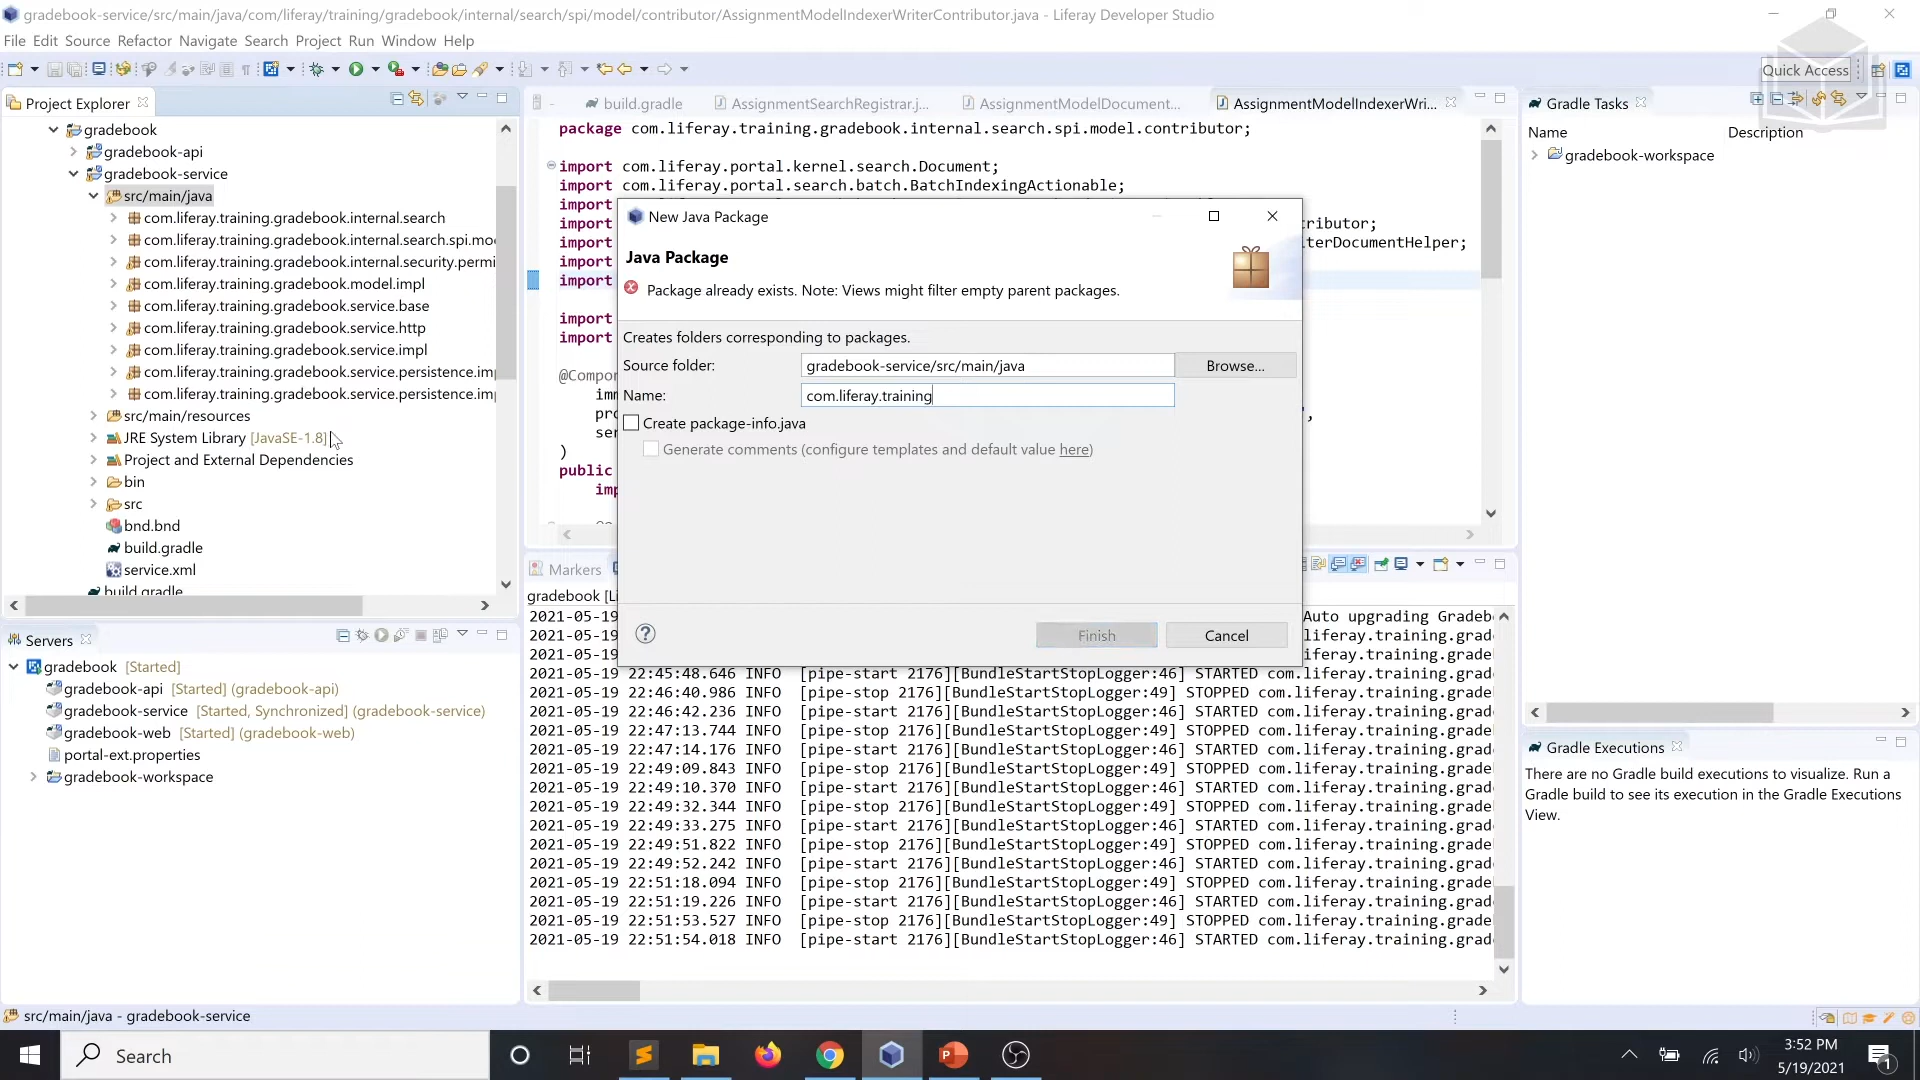 gradebook-service/src/main/java/com/liferay/training/gradebook/internal/search/spi/model/contributor/AssignmentModelIndexerWriterContributor.java - Liferay Developer Studio
File Edit Source Refactor Navigate Search Project Run Window Help
Quick Access
Project Explorer
gradebook
gradebook-api
gradebook-service
src/main/java
com.liferay.training.gradebook.internal.search
com.liferay.training.gradebook.internal.search.spi.mo
com.liferay.training.gradebook.internal.security.permi
com.liferay.training.gradebook.model.impl
com.liferay.training.gradebook.service.base
com.liferay.training.gradebook.service.http
com.liferay.training.gradebook.service.impl
com.liferay.training.gradebook.service.persistence.im
com.liferay.training.gradebook.service.persistence.im
src/main/resources
JRE System Library [JavaSE-1.8]
Project and External Dependencies
bin
src
bnd.bnd
build.gradle
service.xml
build.gradle
Servers
gradebook [Started]
gradebook-api [Started] (gradebook-api)
gradebook-service [Started, Synchronized] (gradebook-service)
gradebook-web [Started] (gradebook-web)
portal-ext.properties
gradebook-workspace
build.gradle AssignmentSearchRegistrar.j... AssignmentModelDocument... AssignmentModelIndexerWri...
package com.liferay.training.gradebook.internal.search.spi.model.contributor;
import com.liferay.portal.kernel.search.Document;
import com.liferay.portal.search.batch.BatchIndexingActionable;
import
import tributor;
import terDocumentHelper;
import
import
import
import
@Compo
imm
pro ,
ser
)
public
imp
New Java Package
Java Package
Package already exists. Note: Views might filter empty parent packages.
Creates folders corresponding to packages.
Source folder: gradebook-service/src/main/java Browse...
Name: com.liferay.training
Create package-info.java
Generate comments (configure templates and default value here)
? Finish Cancel
Markers
gradebook [Li
2021-05-19 Auto upgrading Gradeb
2021-05-19 liferay.training.grad
2021-05-19 liferay.training.grad
2021-05-19 22:45:48.646 INFO [pipe-start 2176][BundleStartStopLogger:46] STARTED com.liferay.training.grad
2021-05-19 22:46:40.986 INFO [pipe-stop 2176][BundleStartStopLogger:49] STOPPED com.liferay.training.grade
2021-05-19 22:46:42.236 INFO [pipe-start 2176][BundleStartStopLogger:46] STARTED com.liferay.training.grad
2021-05-19 22:47:13.744 INFO [pipe-stop 2176][BundleStartStopLogger:49] STOPPED com.liferay.training.grade
2021-05-19 22:47:14.176 INFO [pipe-start 2176][BundleStartStopLogger:46] STARTED com.liferay.training.grad
2021-05-19 22:49:09.843 INFO [pipe-stop 2176][BundleStartStopLogger:49] STOPPED com.liferay.training.grade
2021-05-19 22:49:10.370 INFO [pipe-start 2176][BundleStartStopLogger:46] STARTED com.liferay.training.grad
2021-05-19 22:49:32.344 INFO [pipe-stop 2176][BundleStartStopLogger:49] STOPPED com.liferay.training.grade
2021-05-19 22:49:33.275 INFO [pipe-start 2176][BundleStartStopLogger:46] STARTED com.liferay.training.grad
2021-05-19 22:49:51.822 INFO [pipe-stop 2176][BundleStartStopLogger:49] STOPPED com.liferay.training.grade
2021-05-19 22:49:52.242 INFO [pipe-start 2176][BundleStartStopLogger:46] STARTED com.liferay.training.grad
2021-05-19 22:51:18.094 INFO [pipe-stop 2176][BundleStartStopLogger:49] STOPPED com.liferay.training.grade
2021-05-19 22:51:19.226 INFO [pipe-start 2176][BundleStartStopLogger:46] STARTED com.liferay.training.grad
2021-05-19 22:51:53.527 INFO [pipe-stop 2176][BundleStartStopLogger:49] STOPPED com.liferay.training.grade
2021-05-19 22:51:54.018 INFO [pipe-start 2176][BundleStartStopLogger:46] STARTED com.liferay.training.grad
Gradle Tasks
Name Description
gradebook-workspace
Gradle Executions
There are no Gradle build executions to visualize. Run a
Gradle build to see its execution in the Gradle Executions
View.
src/main/java - gradebook-service
Search
3:52 PM
5/19/2021
1